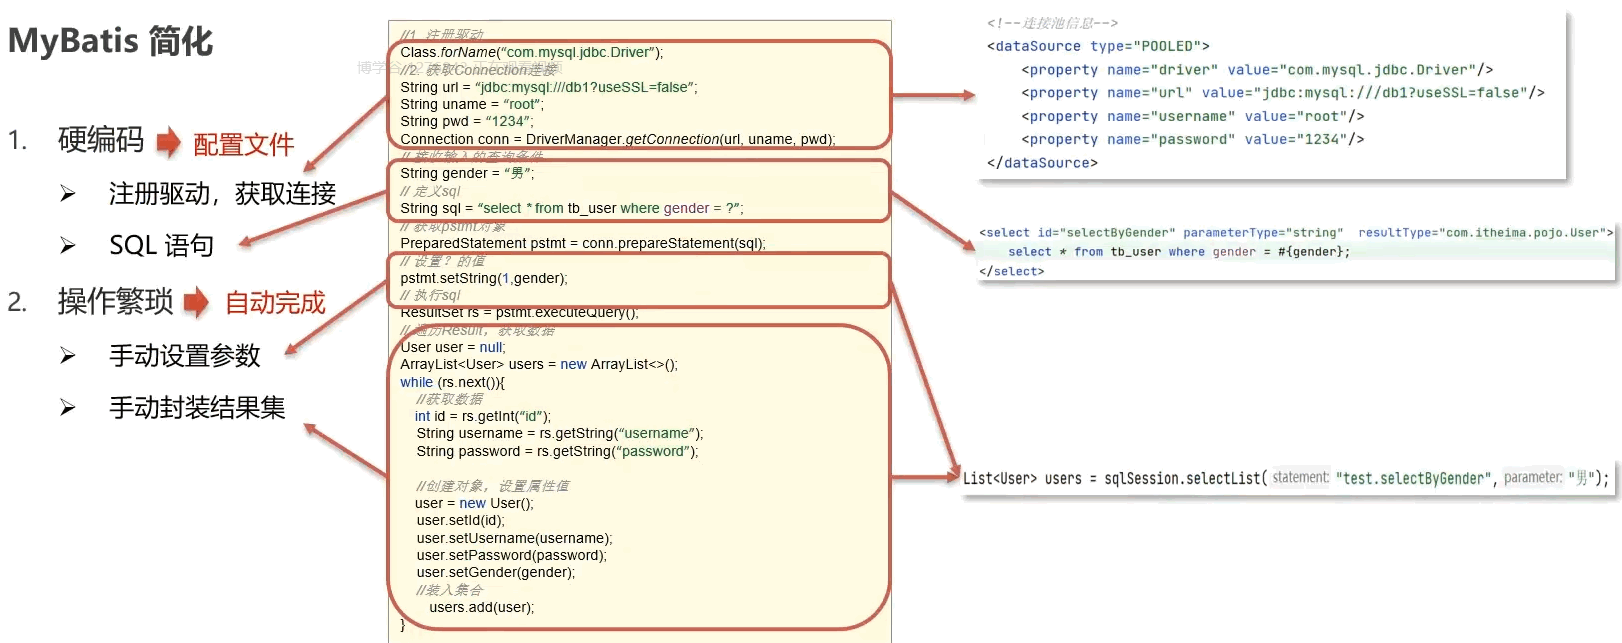 MyBatis 简化
1. 硬编码 配置文件
➢ 注册驱动，获取连接
➢ SQL 语句
2. 操作繁琐 自动完成
➢ 手动设置参数
➢ 手动封装结果集
//1. 注册驱动
Class.forName(“com.mysql.jdbc.Driver”);
//2. 获取Connection连接
String url = “jdbc:mysql:///db1?useSSL=false”;
String uname = “root”;
String pwd = “1234”;
Connection conn = DriverManager.getConnection(url, uname, pwd);
// 接收输入的查询条件
String gender = “男”;
// 定义sql
String sql = “select * from tb_user where gender = ?”;
// 获取pstmt对象
PreparedStatement pstmt = conn.prepareStatement(sql);
// 设置？的值
pstmt.setString(1,gender);
// 执行sql
ResultSet rs = pstmt.executeQuery();
// 遍历Result，获取数据
User user = null;
ArrayList<User> users = new ArrayList<>();
while (rs.next()){
//获取数据
int id = rs.getInt(“id”);
String username = rs.getString(“username”);
String password = rs.getString(“password”);
//创建对象，设置属性值
user = new User();
user.setId(id);
user.setUsername(username);
user.setPassword(password);
user.setGender(gender);
//装入集合
users.add(user);
}
<!--连接池信息-->
<dataSource type="POOLED">
<property name="driver" value="com.mysql.jdbc.Driver"/>
<property name="url" value="jdbc:mysql:///db1?useSSL=false"/>
<property name="username" value="root"/>
<property name="password" value="1234"/>
</dataSource>
<select id="selectByGender" parameterType="string" resultType="com.itheima.pojo.User">
select * from tb_user where gender = #{gender};
</select>
List<User> users = sqlSession.selectList( statement: "test.selectByGender", parameter: "男");